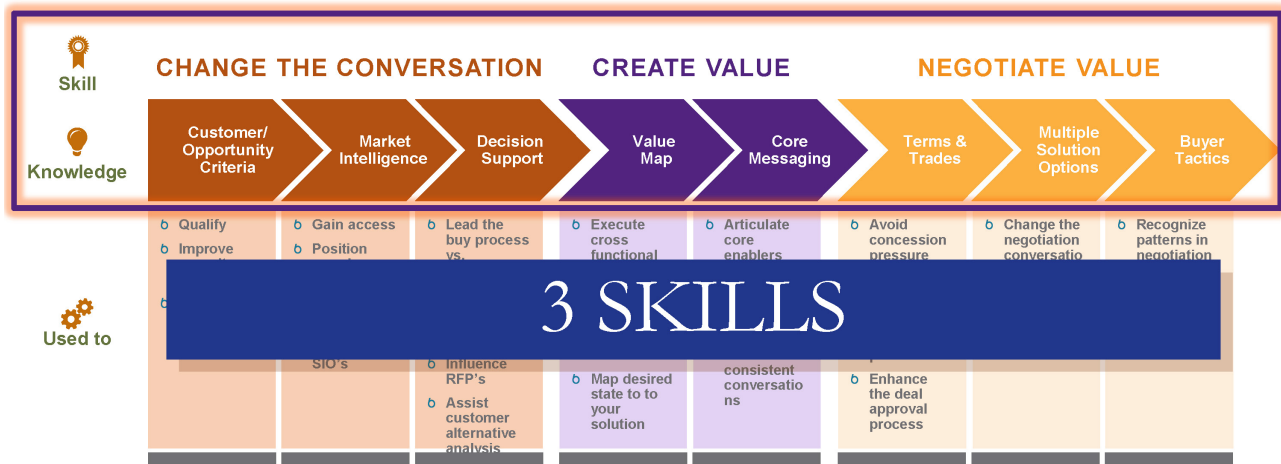 Skill
CHANGE THE CONVERSATION
CREATE VALUE
NEGOTIATE VALUE
Knowledge
Customer/
Opportunity
Criteria
Market
Intelligence
Decision
Support
Value
Map
Core
Messaging
Terms &
Trades
Multiple
Solution
Options
Buyer
Tactics
Used to
Qualify
Improve
Gain access
Position
SIO's
Lead the
buy process
vs.
Influence
RFP's
Assist
customer
alternative
analysis
Execute
cross
functional
Map desired
state to to
your
solution
Articulate
core
enablers
consistent
conversatio
ns
Avoid
concession
pressure
Enhance
the deal
approval
process
Change the
negotiation
conversatio
Recognize
patterns in
negotiation
3 SKILLS